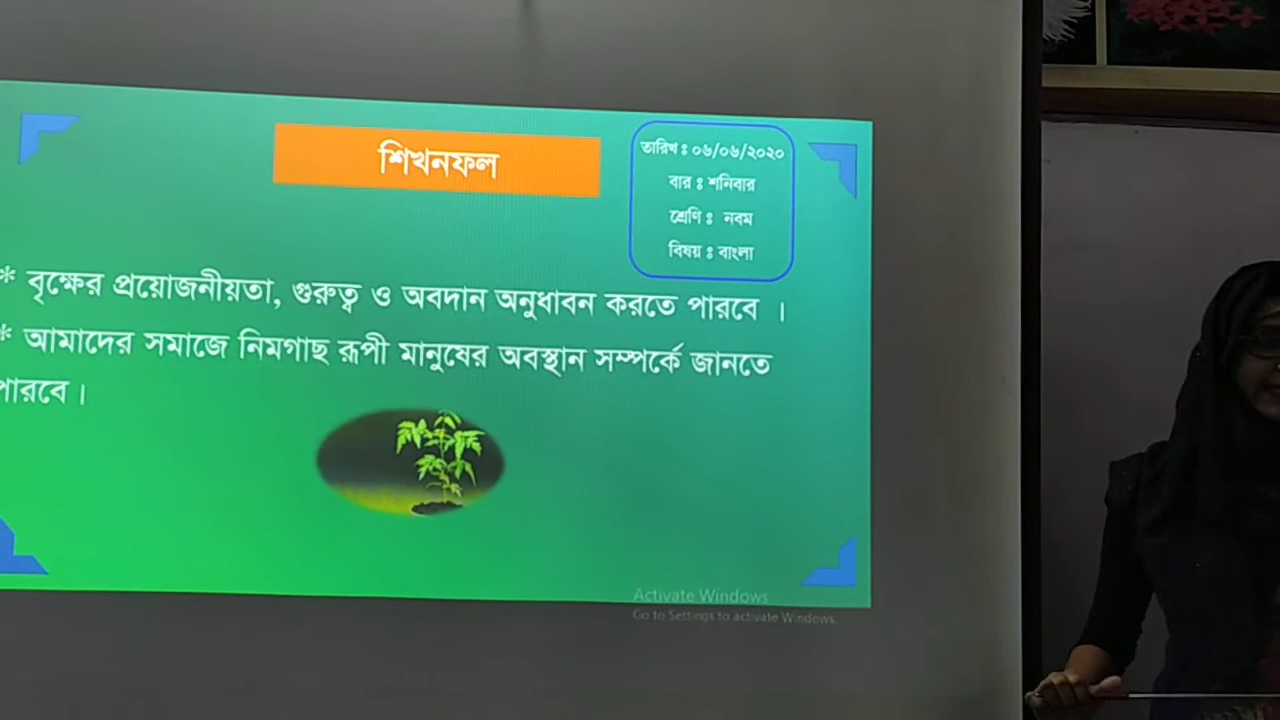 শিখনফল
তারিখ ঃ ০৬/০৬/২০২০
বার ঃ শনিবার
শ্রেণি ঃ নবম
বিষয় ঃ বাংলা
* বৃক্ষের প্রয়োজনীয়তা, গুরুত্ব ও অবদান অনুধাবন করতে পারবে ।
* আমাদের সমাজে নিমগাছ রূপী মানুষের অবস্থান সম্পর্কে জানতে
পারবে ।
Activate Windows
Go to Settings to activate Windows.